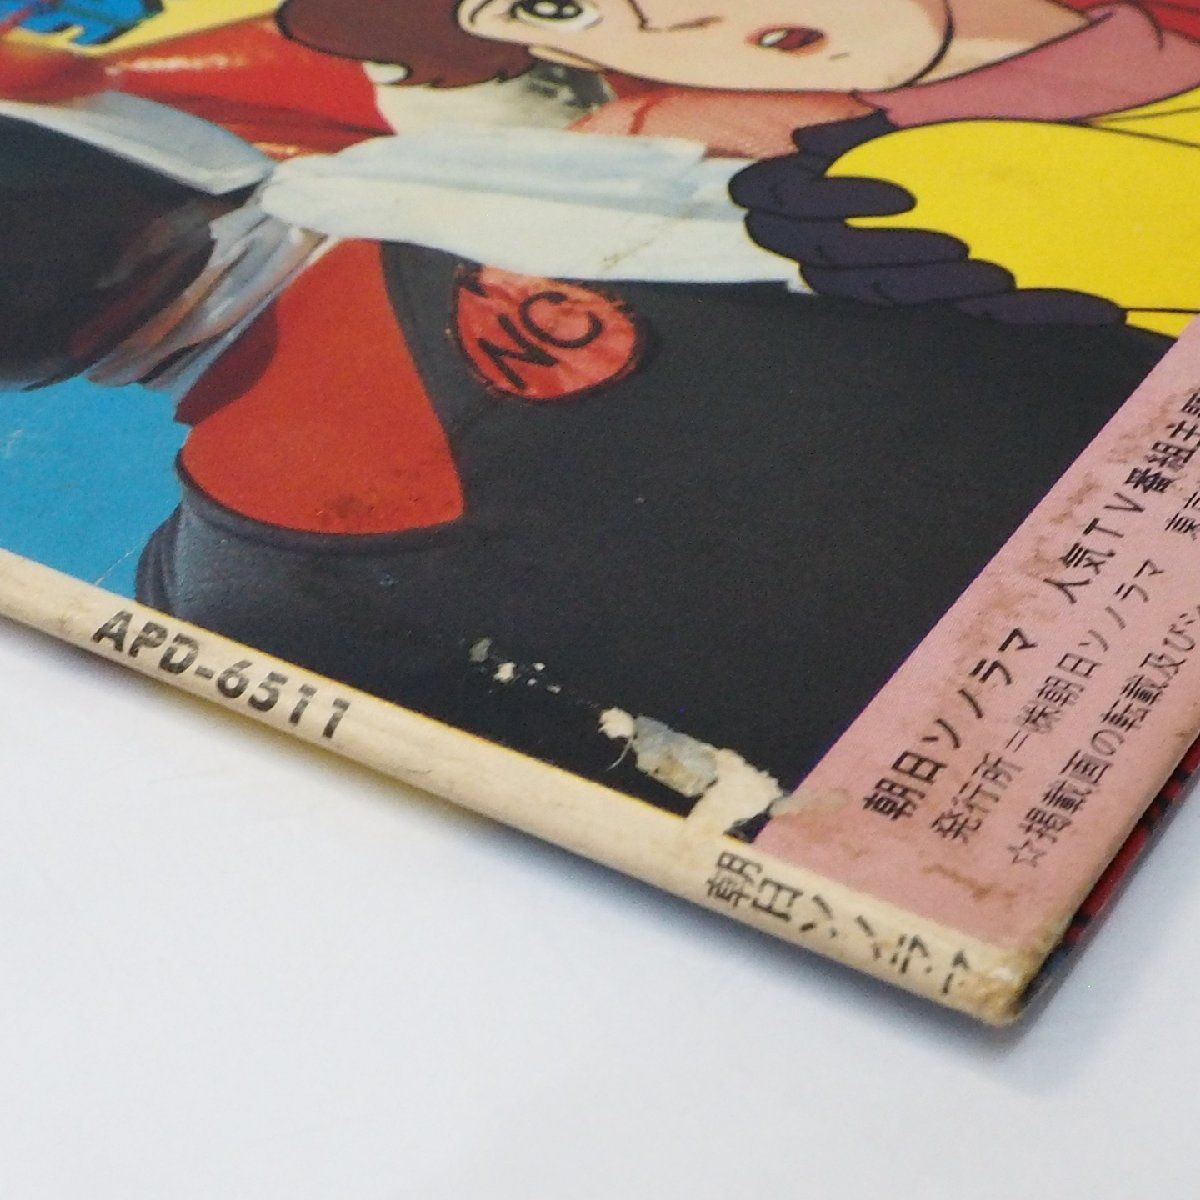 NC
APD-6511
朝日ソノラマ
朝日ソノラマ 人気TV番組主
発行所=㈱朝日ソノラマ 東
☆掲載画の転載及び